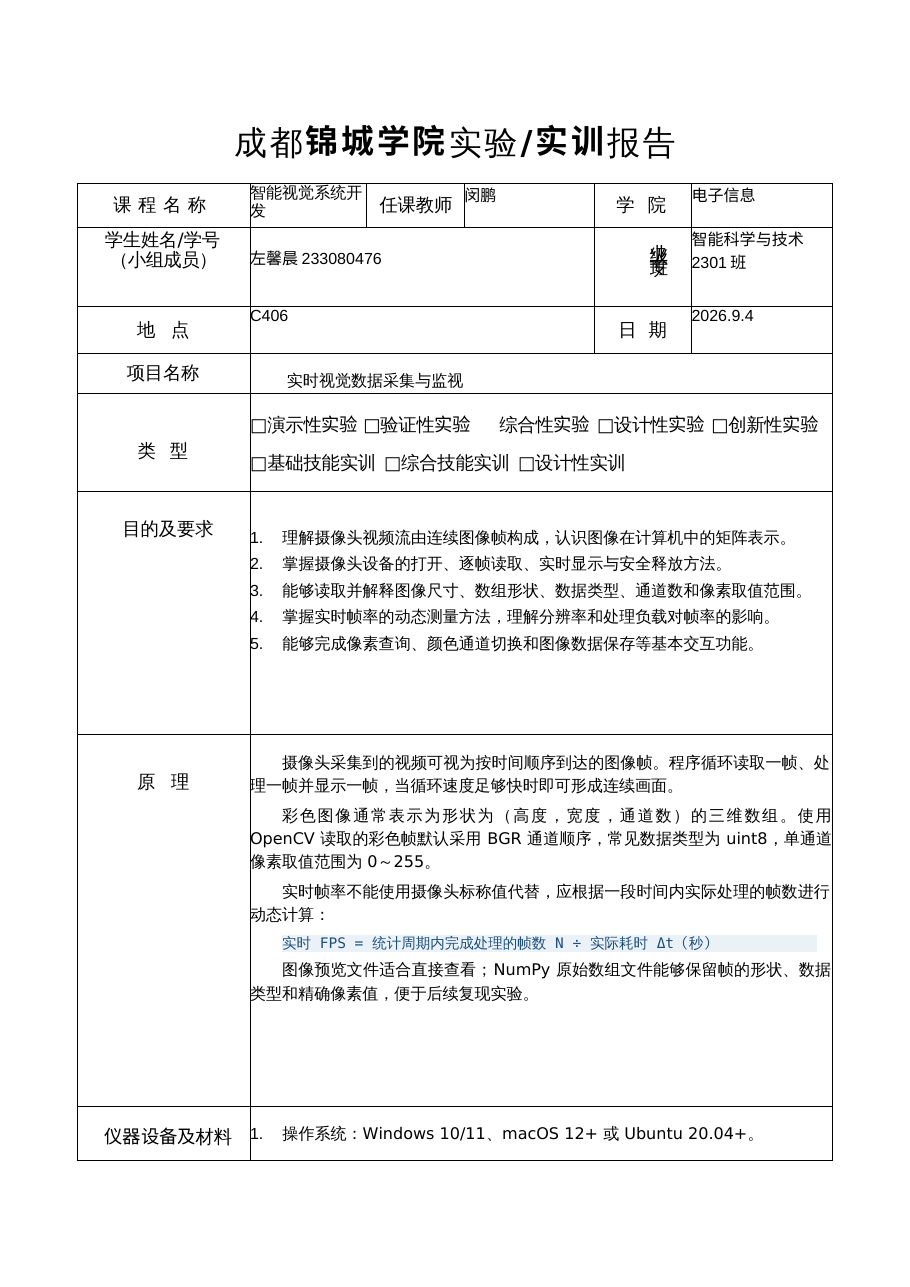 成都锦城学院实验/实训报告
课 程 名 称 智能视觉系统开发 任课教师 闵鹏 学 院 电子信息
学生姓名/学号
（小组成员）
左馨晨 233080476
智能科学与技术
2301 班
地 点 C406 日 期 2026.9.4
项目名称 实时视觉数据采集与监视
类 型
□演示性实验 □验证性实验 综合性实验 □设计性实验 □创新性实验
□基础技能实训 □综合技能实训 □设计性实训
目的及要求
1. 理解摄像头视频流由连续图像帧构成，认识图像在计算机中的矩阵表示。
2. 掌握摄像头设备的打开、逐帧读取、实时显示与安全释放方法。
3. 能够读取并解释图像尺寸、数组形状、数据类型、通道数和像素取值范围。
4. 掌握实时帧率的动态测量方法，理解分辨率和处理负载对帧率的影响。
5. 能够完成像素查询、颜色通道切换和图像数据保存等基本交互功能。
原 理
摄像头采集到的视频可视为按时间顺序到达的图像帧。程序循环读取一帧、处
理一帧并显示一帧，当循环速度足够快时即可形成连续画面。
彩色图像通常表示为形状为（高度，宽度，通道数）的三维数组。使用
OpenCV 读取的彩色帧默认采用 BGR 通道顺序，常见数据类型为 uint8，单通道
像素取值范围为 0～255。
实时帧率不能使用摄像头标称值代替，应根据一段时间内实际处理的帧数进行
动态计算：
实时 FPS = 统计周期内完成处理的帧数 N ÷ 实际耗时 Δt（秒）
图像预览文件适合直接查看；NumPy 原始数组文件能够保留帧的形状、数据
类型和精确像素值，便于后续复现实验。
仪器设备及材料
1. 操作系统：Windows 10/11、macOS 12+ 或 Ubuntu 20.04+。